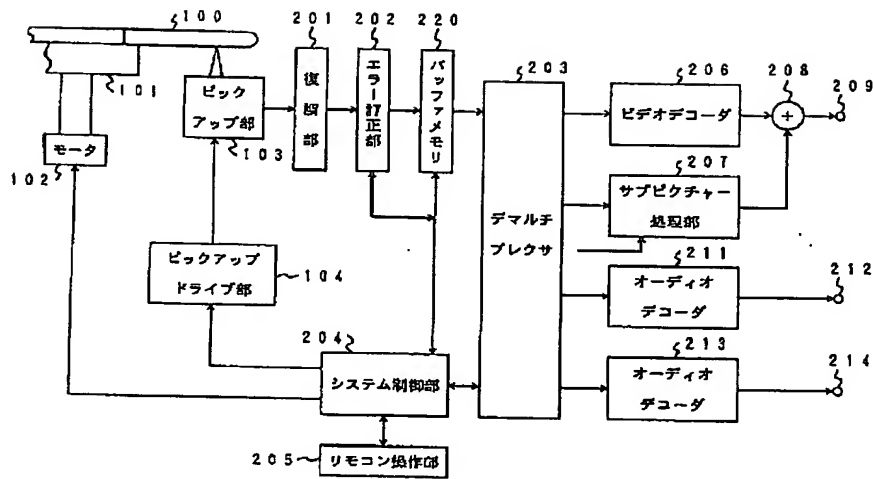 100
201
202
220
203
206
208
209
101
ピック
アップ部
復調部
エラー訂正部
バッファメモリ
ビデオデコーダ
+
モータ
103
102
207
サブピクチャー
処理部
デマルチ
プレクサ
ピックアップ
ドライブ部
104
211
212
オーディオ
デコーダ
204
213
214
システム制御部
オーディオ
デコーダ
205
リモコン操作部